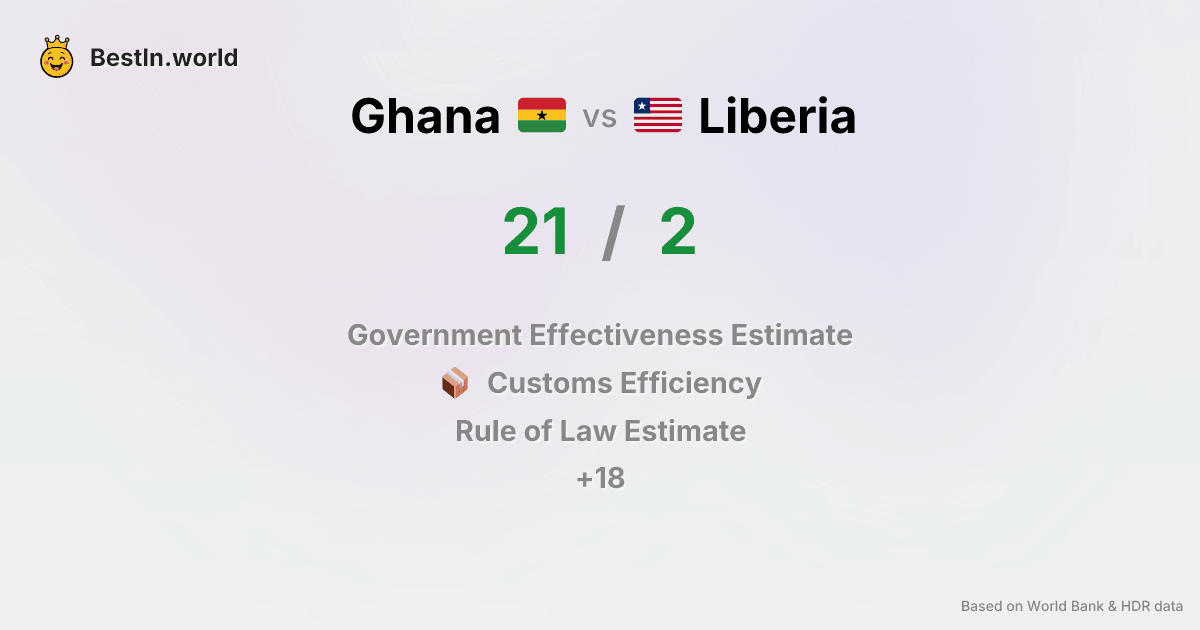 BestIn.world
Ghana vs Liberia
21 / 2
Government Effectiveness Estimate
Customs Efficiency
Rule of Law Estimate
+18
Based on World Bank & HDR data